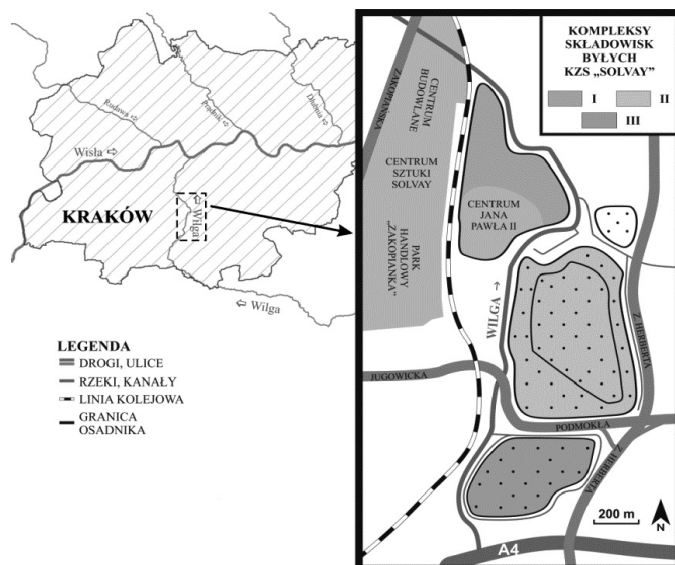 Rudawa ⇨
Prądnik ⇨
Dłubnia ⇨
Wisła ⇨
KRAKÓW
⇦ Wilga
⇦ Wilga
LEGENDA
DROGI, ULICE
RZEKI, KANAŁY
LINIA KOLEJOWA
GRANICA
OSADNIKA
KOMPLEKSY
SKŁADOWISK
BYŁYCH
KZS „SOLVAY”
I
II
III
ZAKOPIAŃSKA
CENTRUM
BUDOWLANE
CENTRUM
SZTUKI
SOLVAY
CENTRUM
JANA
PAWŁA II
PARK
HANDLOWY
„ZAKOPIANKA”
WILGA →
Z. HERBERTA
JUGOWICKA
PODMOKŁA
Z. HERBERTA
200 m
N
A4